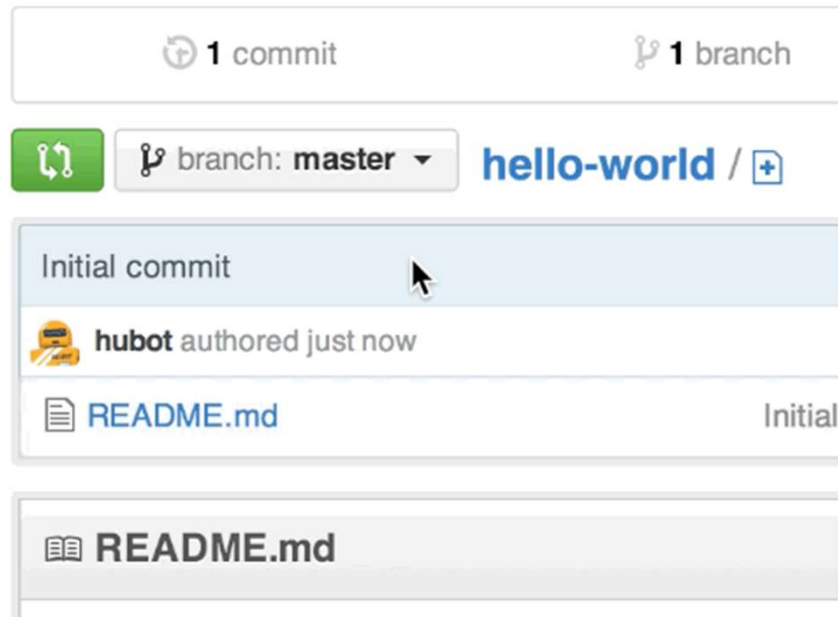 1 commit
1 branch
branch: master
hello-world /
Initial commit
hubot authored just now
README.md
Initial
README.md